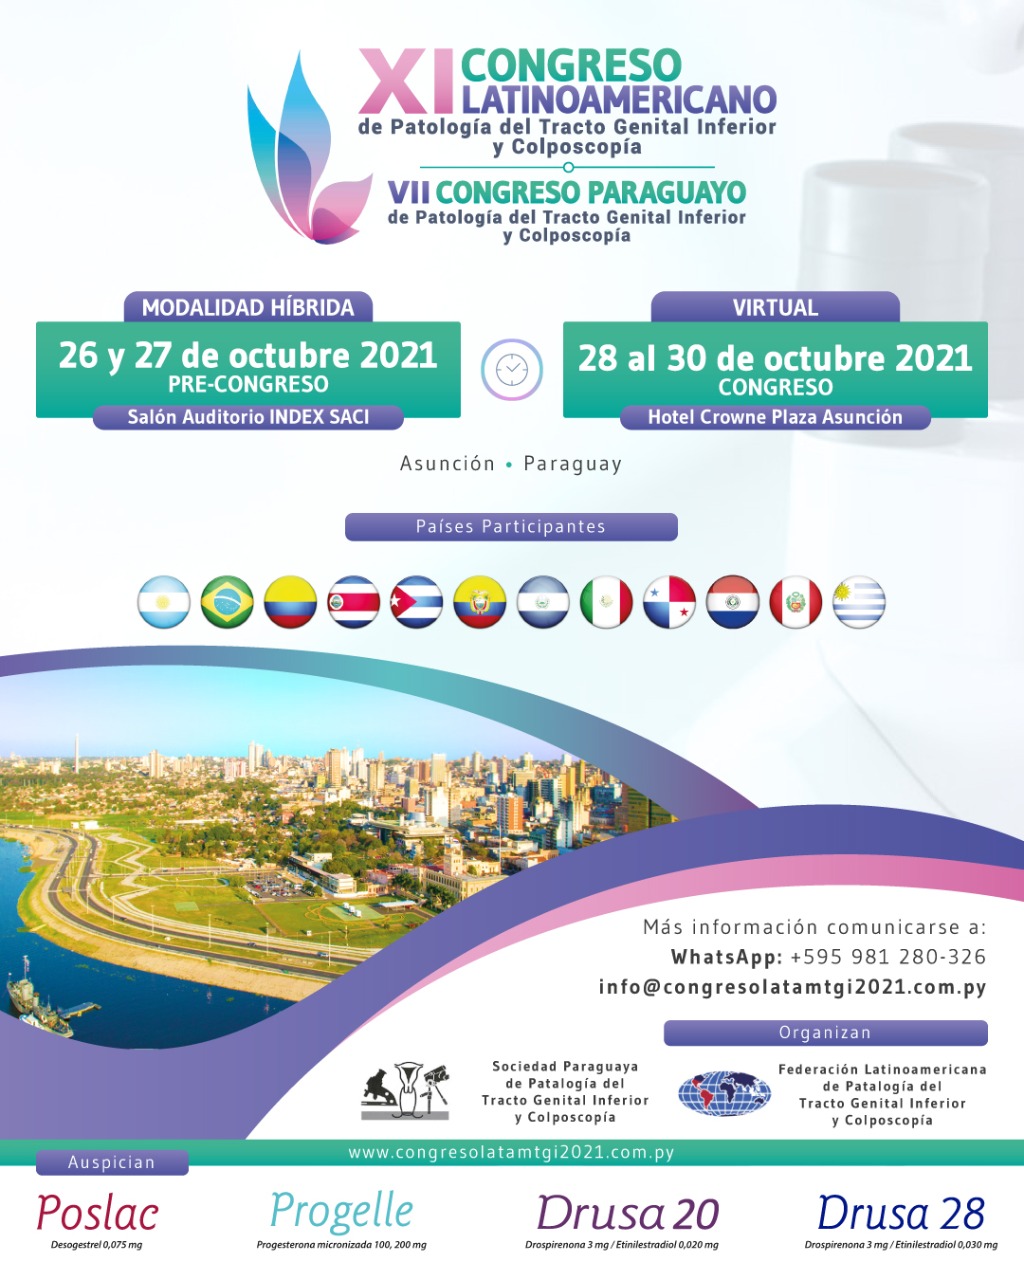 XI CONGRESO
LATINOAMERICANO
de Patología del Tracto Genital Inferior
y Colposcopía
VII CONGRESO PARAGUAYO
de Patología del Tracto Genital Inferior
y Colposcopía
MODALIDAD HÍBRIDA
26 y 27 de octubre 2021
PRE-CONGRESO
Salón Auditorio INDEX SACI
VIRTUAL
28 al 30 de octubre 2021
CONGRESO
Hotel Crowne Plaza Asunción
Asunción • Paraguay
Países Participantes
Más información comunicarse a:
WhatsApp: +595 981 280-326
info@congresolatamtgi2021.com.py
Organizan
Sociedad Paraguaya
de Patalogía del
Tracto Genital Inferior
y Colposcopía
Federación Latinoamericana
de Patalogía del
Tracto Genital Inferior
y Colposcopía
www.congresolatamtgi2021.com.py
Auspician
Poslac
Desogestrel 0,075 mg
Progelle
Progesterona micronizada 100, 200 mg
Drusa 20
Drospirenona 3 mg / Etinilestradiol 0,020 mg
Drusa 28
Drospirenona 3 mg / Etinilestradiol 0,030 mg